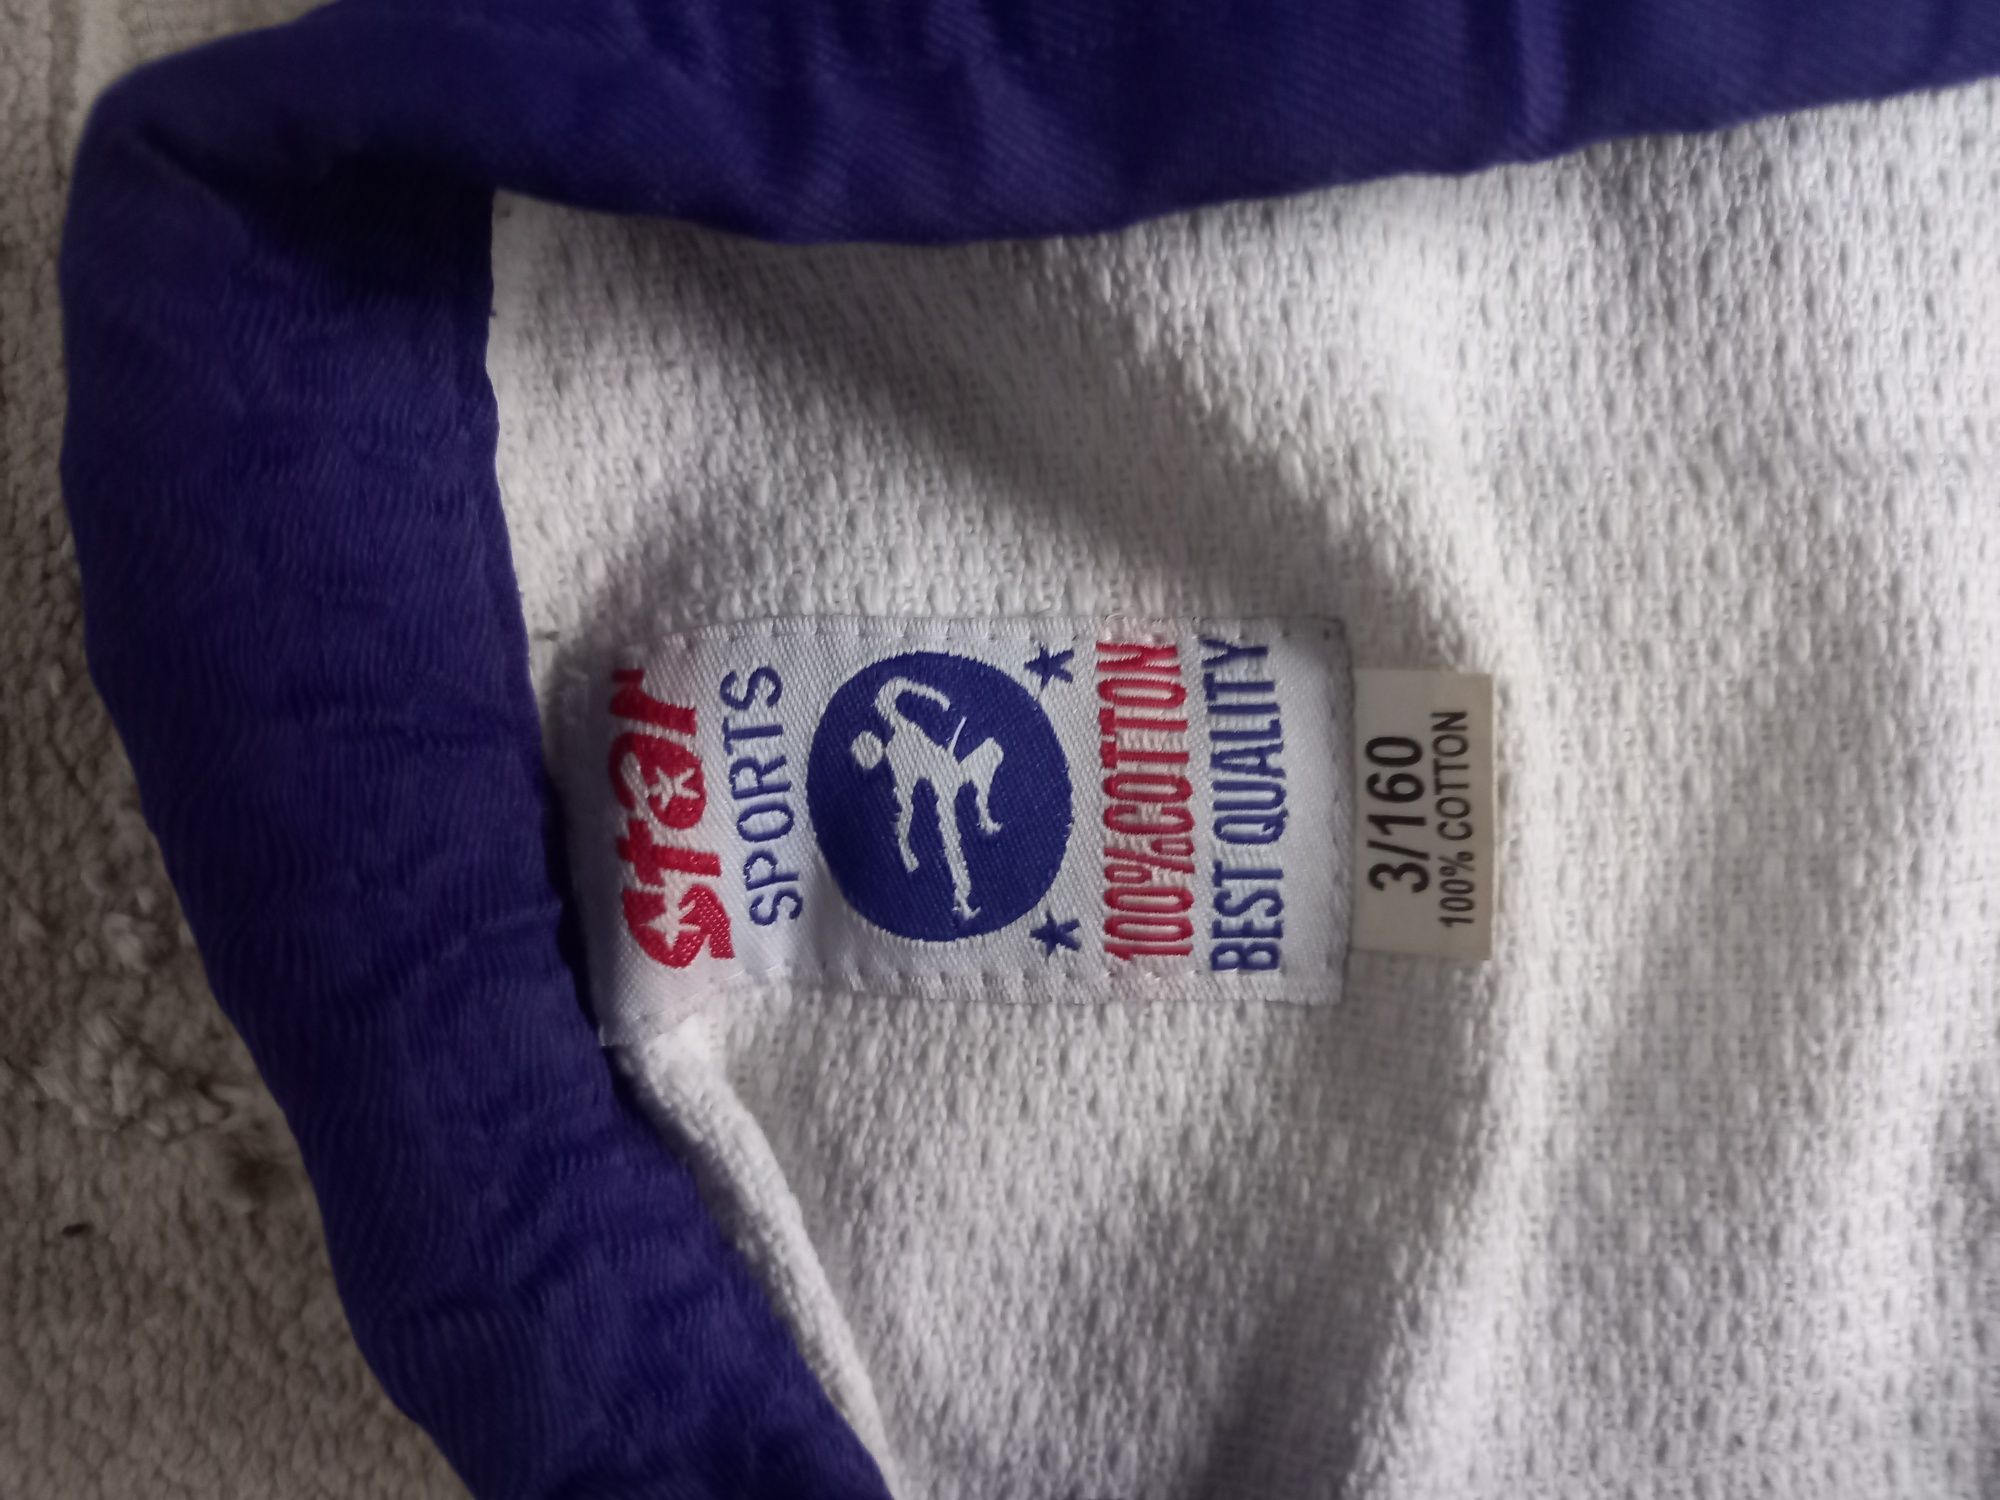 Star
SPORTS
100%COTTON
BEST QUALITY
3/160
100% COTTON